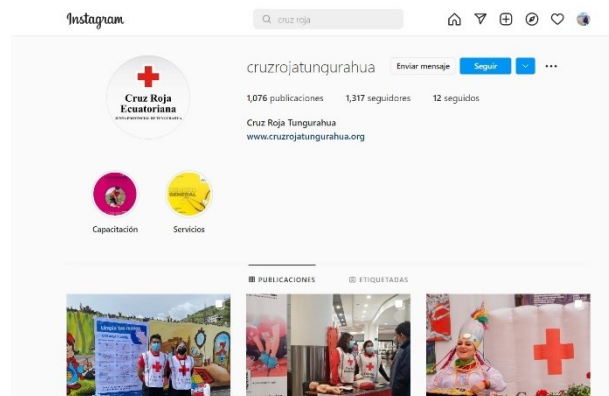 Instagram
cruz roja
cruzrojatungurahua Enviar mensaje Seguir
1,076 publicaciones 1,317 seguidores 12 seguidos
Cruz Roja Tungurahua
www.cruzrojatungurahua.org
Cruz Roja
Ecuatoriana
Capacitación Servicios
PUBLICACIONES ETIQUETADAS